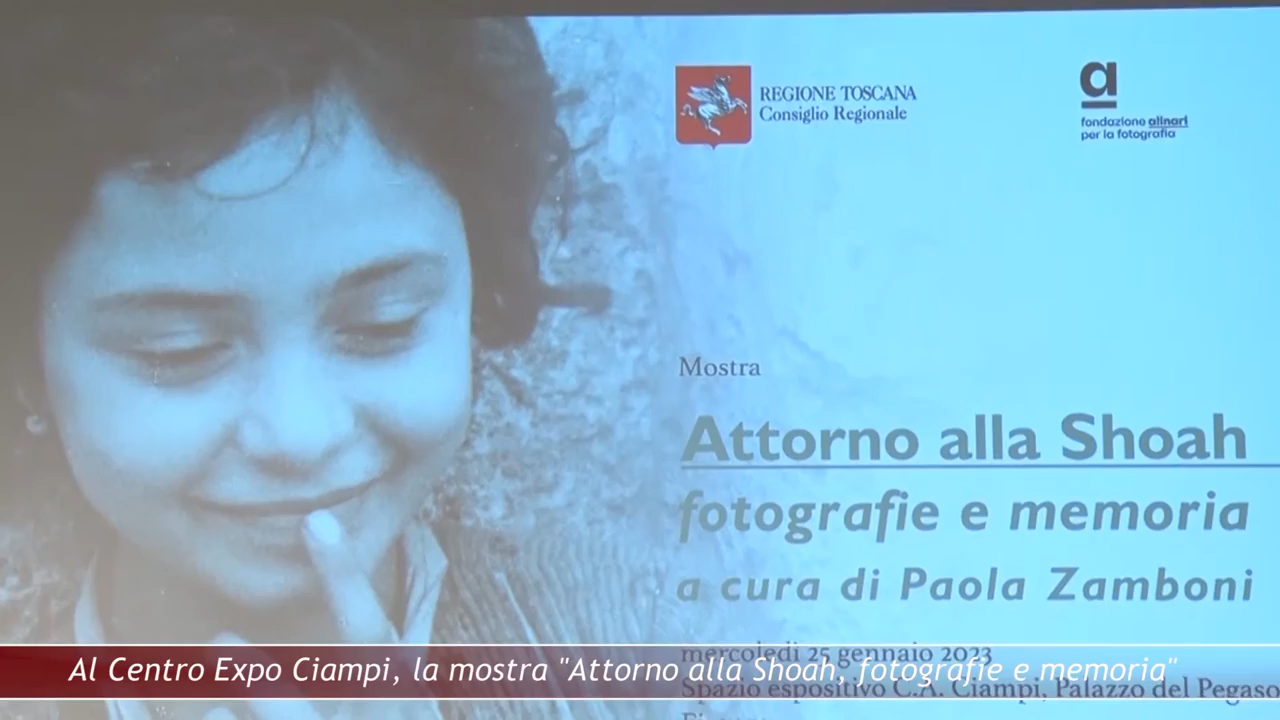 REGIONE TOSCANA
Consiglio Regionale
a
fondazione alinari
per la fotografia
Mostra
Attorno alla Shoah
fotografie e memoria
a cura di Paola Zamboni
mercoledì 25 gennaio 2023
Spazio espositivo C.A. Ciampi, Palazzo del Pegaso
Al Centro Expo Ciampi, la mostra "Attorno alla Shoah, fotografie e memoria"